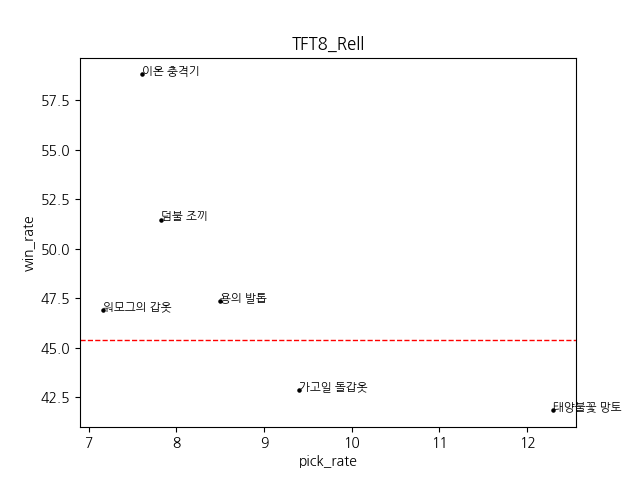 TFT8_Rell
이온 충격기
덤불 조끼
용의 발톱
워모그의 갑옷
가고일 돌갑옷
태양불꽃 망토
win_rate
57.5
55.0
52.5
50.0
47.5
45.0
42.5
7 8 9 10 11 12
pick_rate